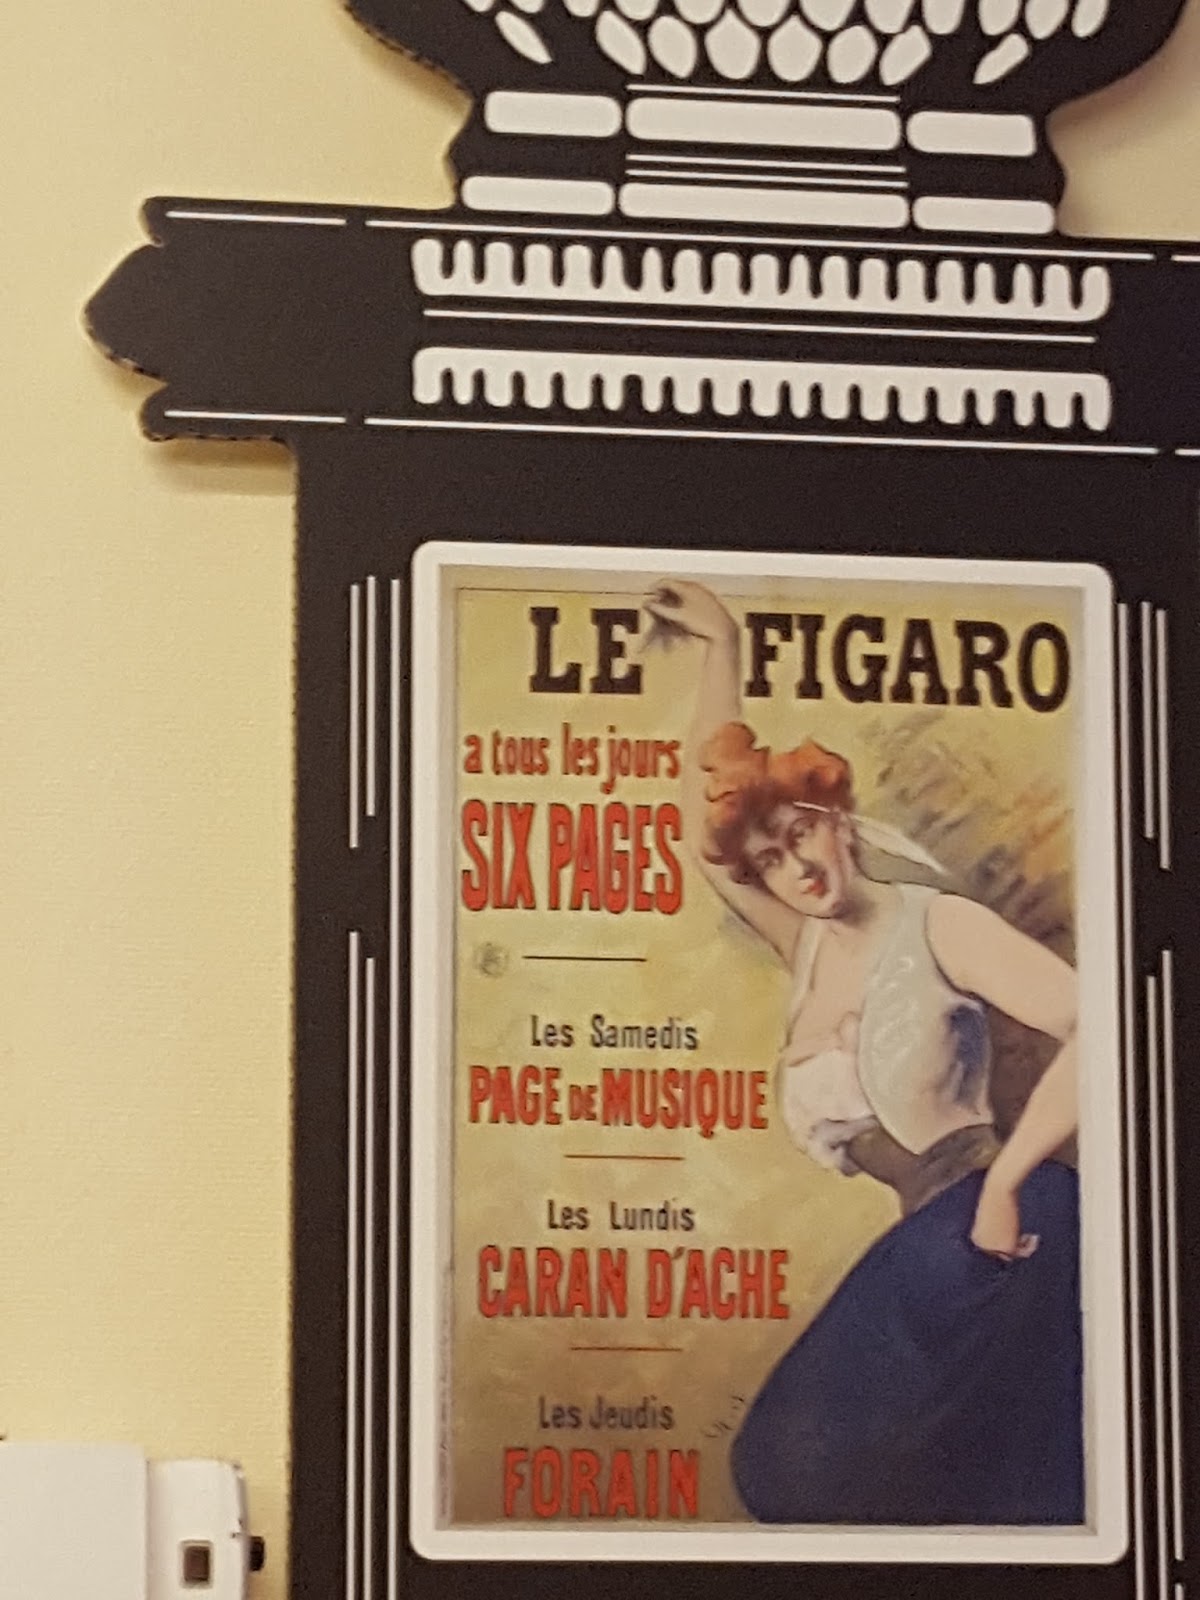 LE FIGARO
a tous les jours
SIX PAGES
Les Samedis
PAGE DE MUSIQUE
Les Lundis
CARAN D'ACHE
Les Jeudis
FORAIN